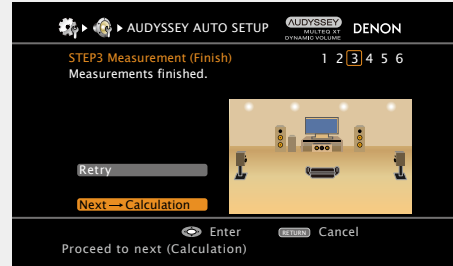 AUDYSSEY AUTO SETUP
AUDYSSEY
MULTEQ XT
DYNAMIC VOLUME
DENON
STEP3 Measurement (Finish)
1 2 3 4 5 6
Measurements finished.
Retry
Next→Calculation
Enter
RETURN Cancel
Proceed to next (Calculation)